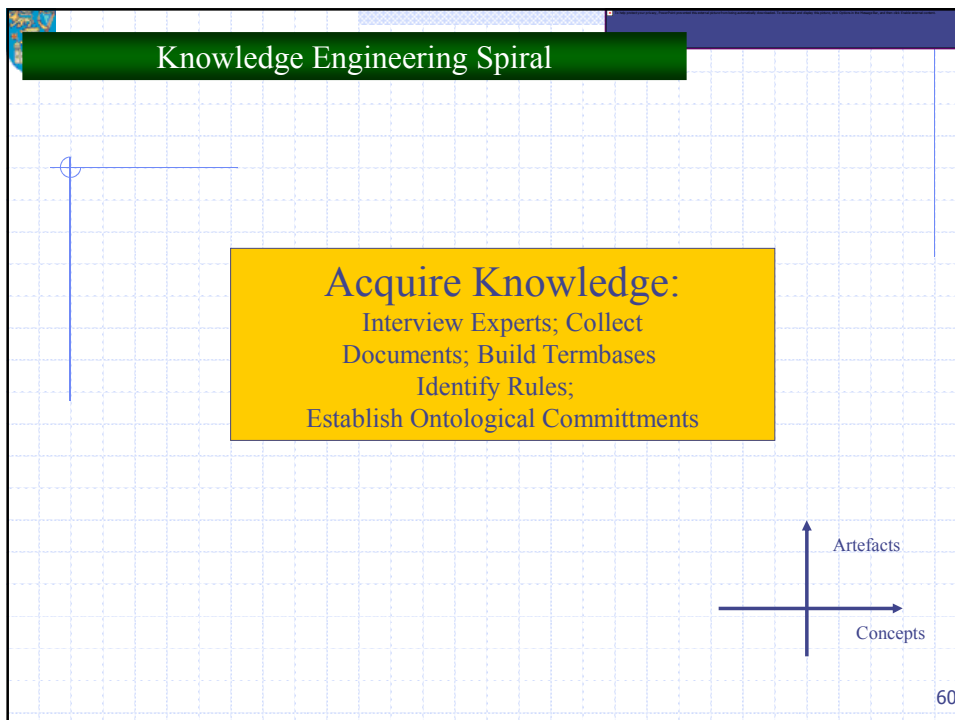 Knowledge Engineering Spiral
Acquire Knowledge:
Interview Experts; Collect
Documents; Build Termbases
Identify Rules;
Establish Ontological Committments
Artefacts
Concepts
60